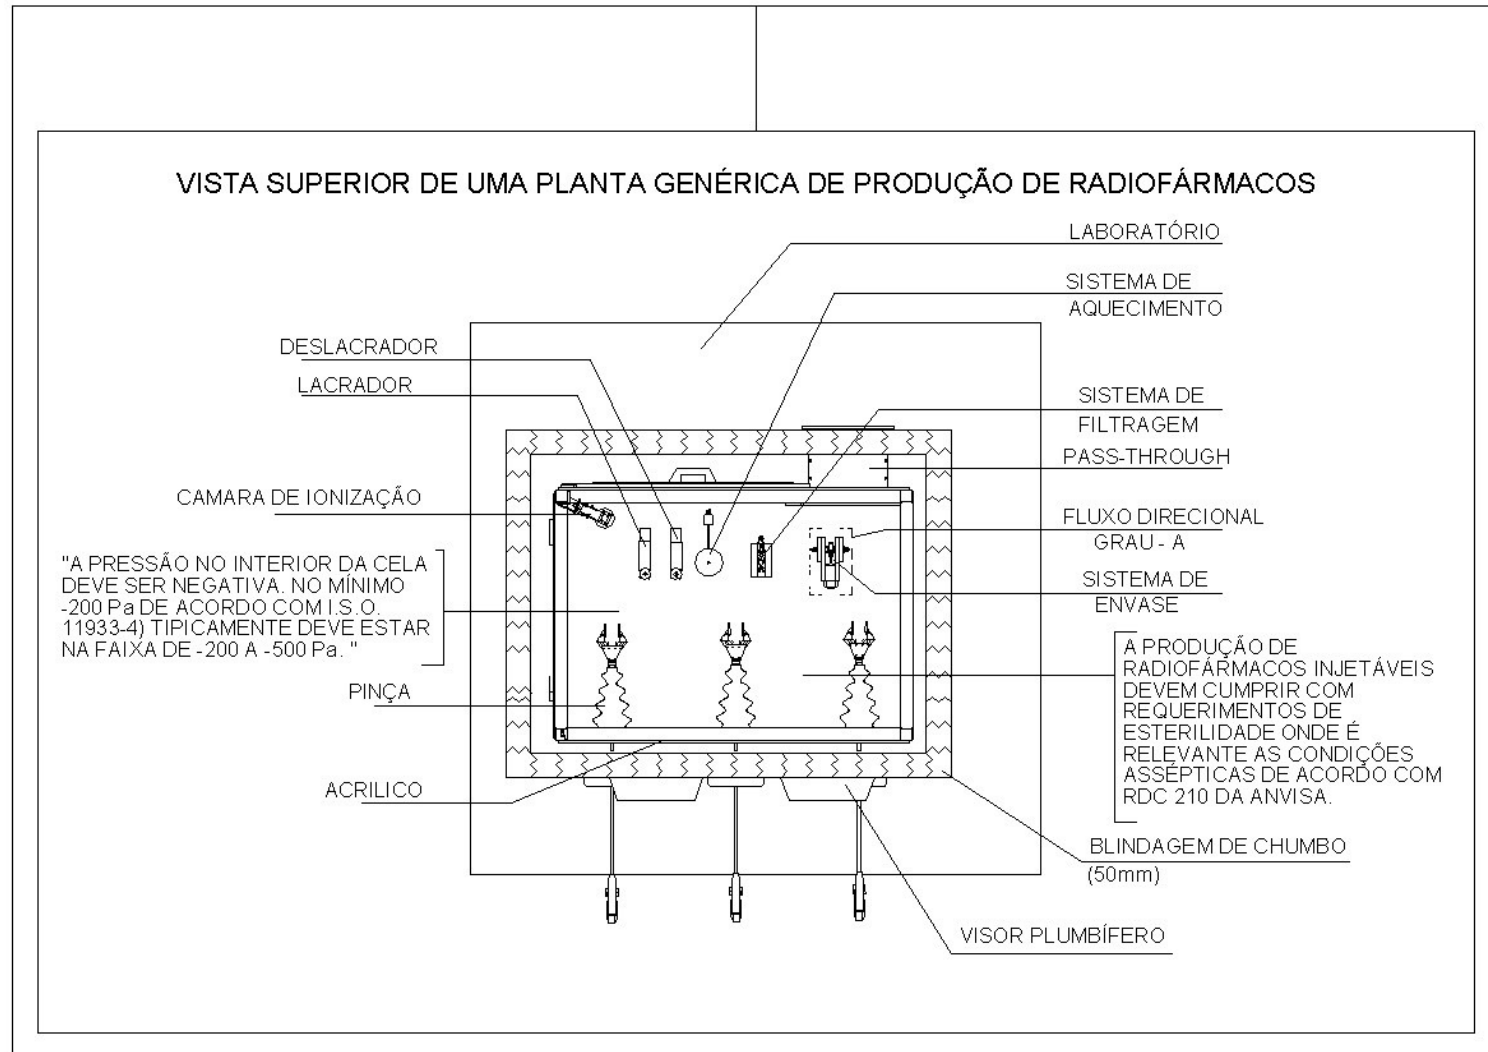 VISTA SUPERIOR DE UMA PLANTA GENÉRICA DE PRODUÇÃO DE RADIOFÁRMACOS
LABORATÓRIO
SISTEMA DE
AQUECIMENTO
DESLACRADOR
LACRADOR
SISTEMA DE
FILTRAGEM
PASS-THROUGH
CAMARA DE IONIZAÇÃO
FLUXO DIRECIONAL
GRAU - A
"A PRESSÃO NO INTERIOR DA CELA
DEVE SER NEGATIVA. NO MÍNIMO
-200 Pa DE ACORDO COM I.S.O.
11933-4) TIPICAMENTE DEVE ESTAR
NA FAIXA DE -200 A -500 Pa. "
SISTEMA DE
ENVASE
PINÇA
A PRODUÇÃO DE
RADIOFÁRMACOS INJETÁVEIS
DEVEM CUMPRIR COM
REQUERIMENTOS DE
ESTERILIDADE ONDE É
RELEVANTE AS CONDIÇÕES
ASSÉPTICAS DE ACORDO COM
RDC 210 DA ANVISA.
ACRILICO
BLINDAGEM DE CHUMBO
(50mm)
VISOR PLUMBÍFERO